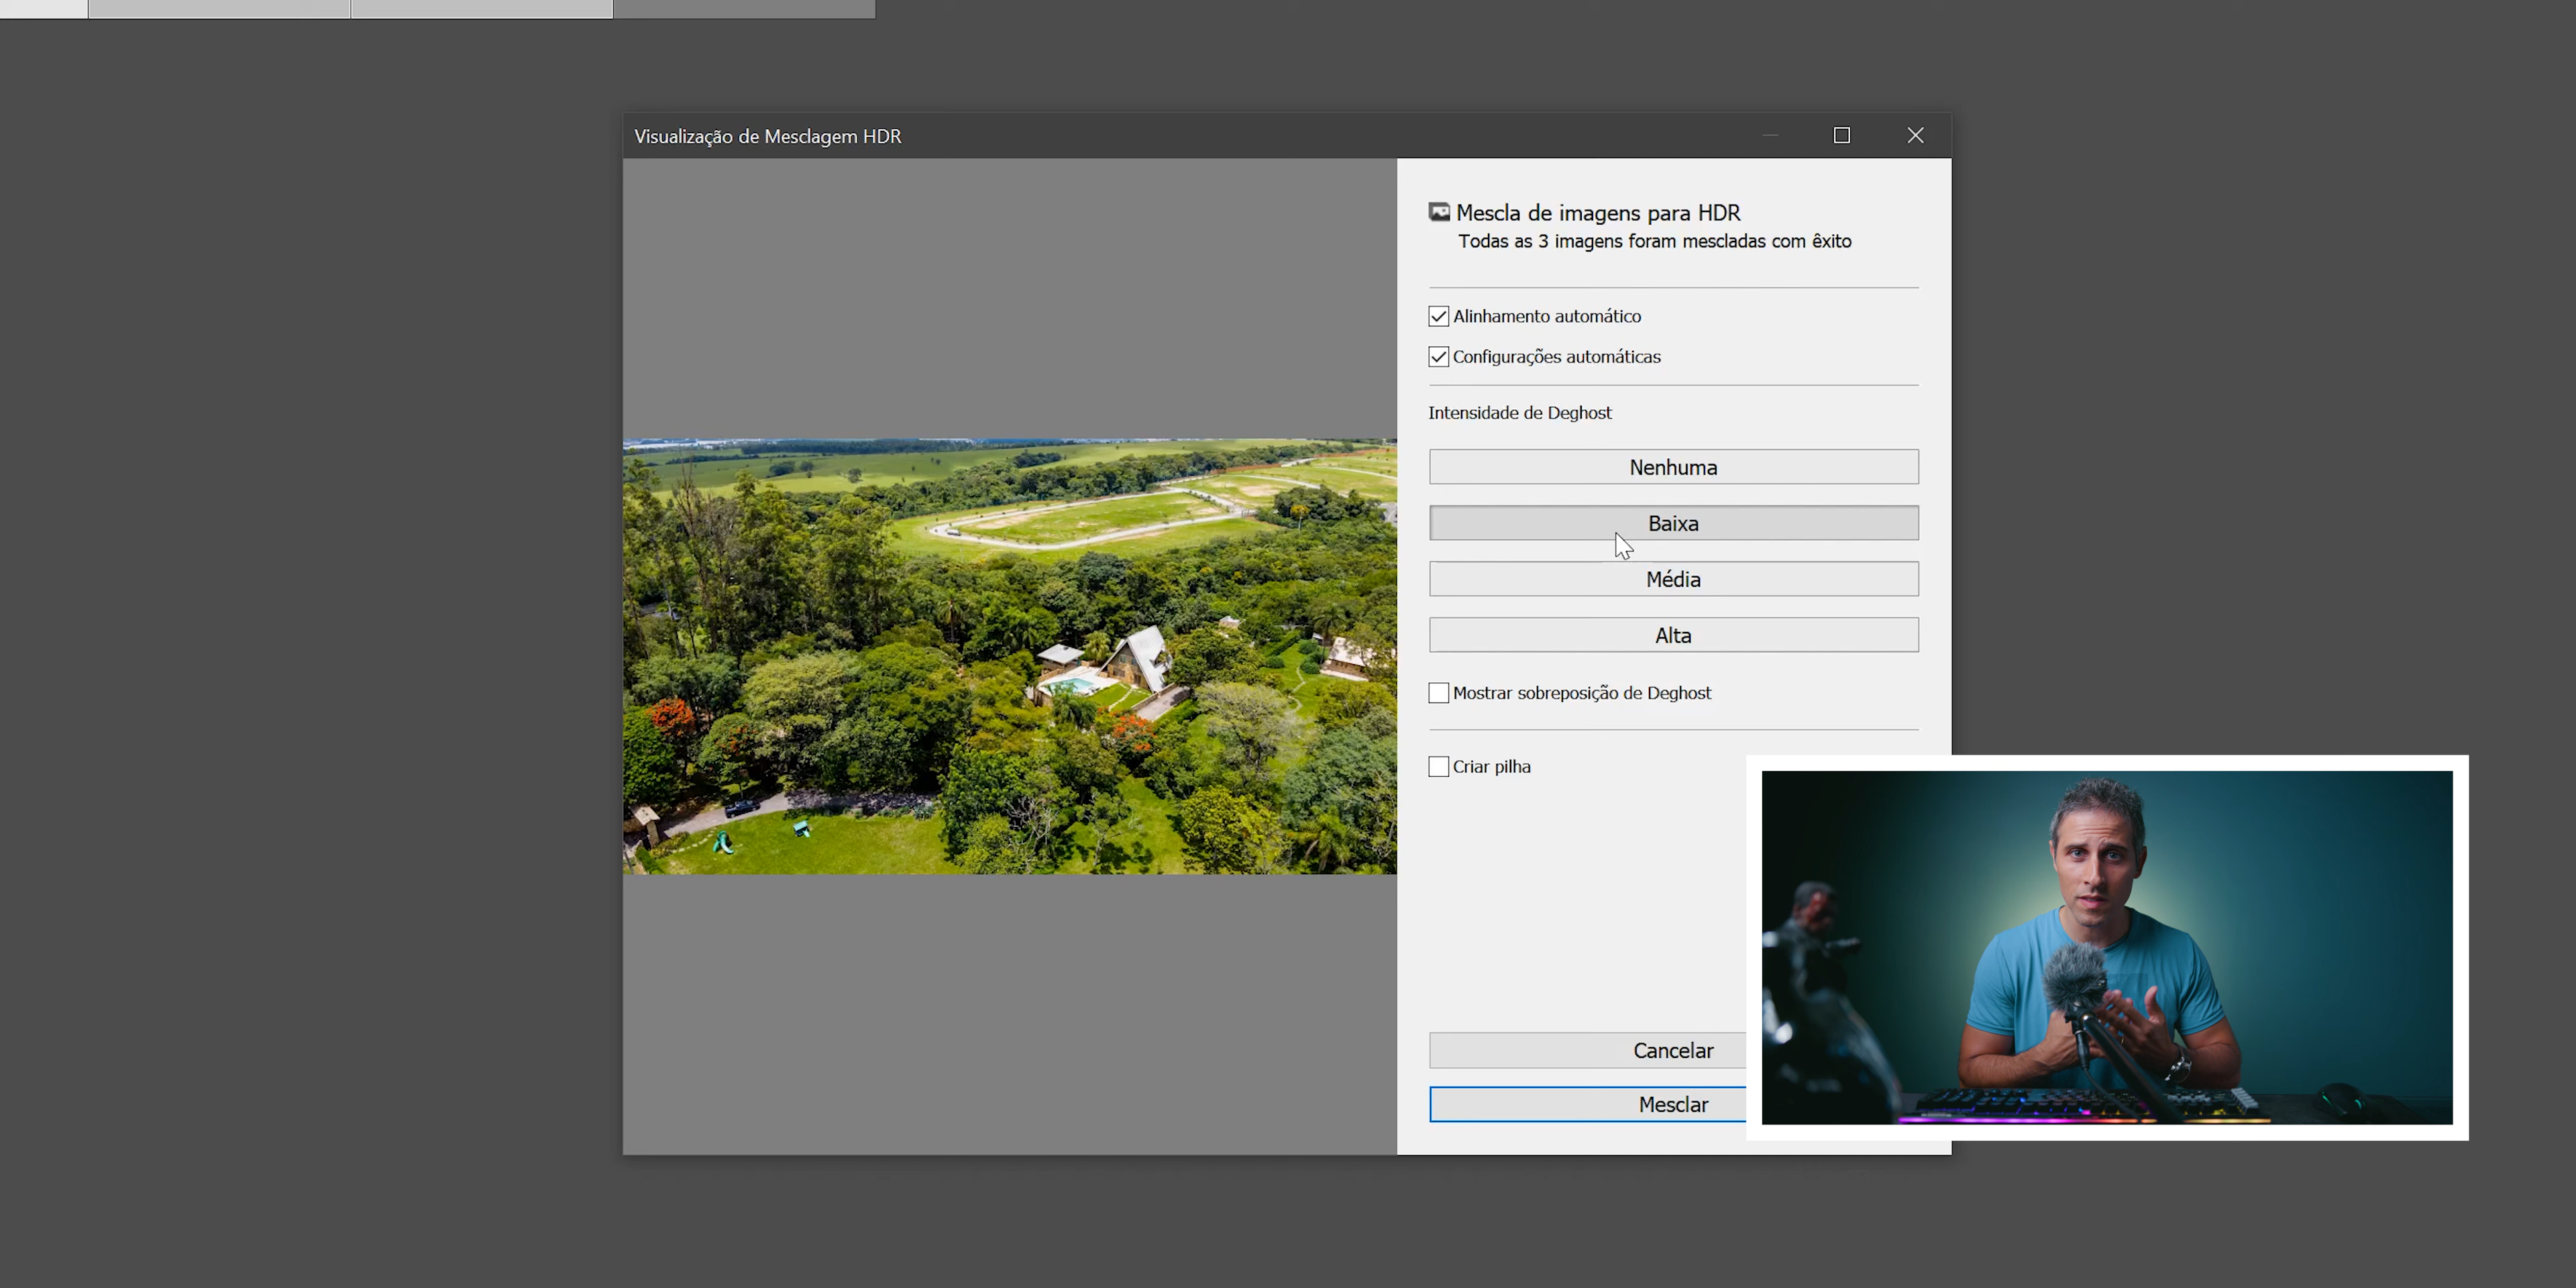 Visualização de Mesclagem HDR
Mescla de imagens para HDR
Todas as 3 imagens foram mescladas com êxito
Alinhamento automático
Configurações automáticas
Intensidade de Deghost
Nenhuma
Baixa
Média
Alta
Mostrar sobreposição de Deghost
Criar pilha
Cancelar
Mesclar